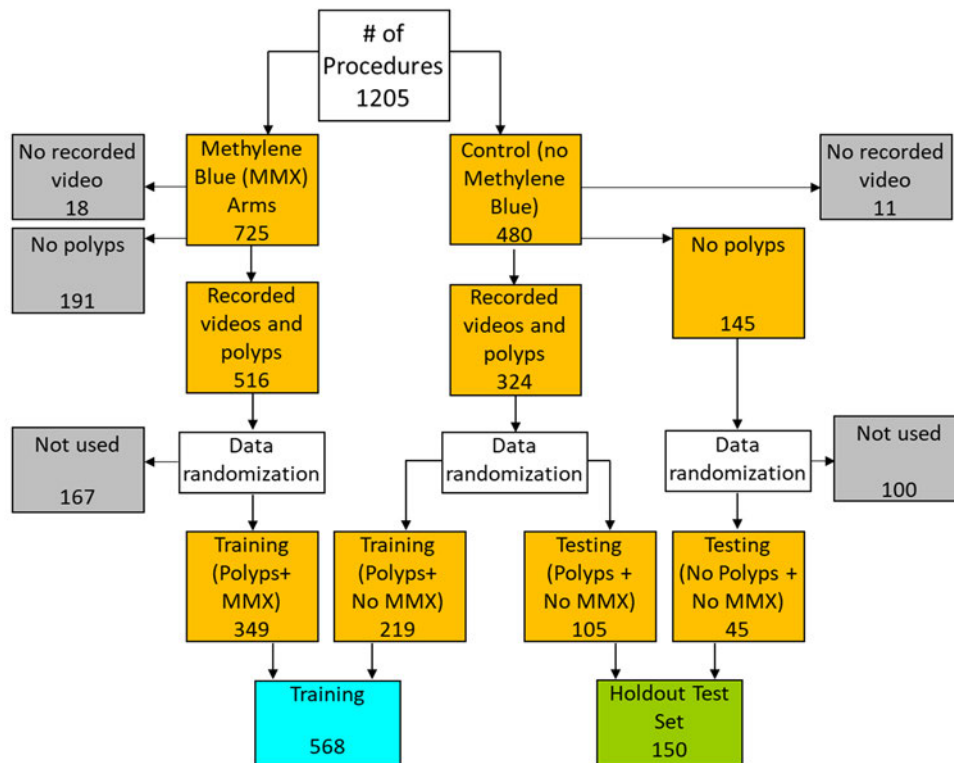 # of
Procedures
1205
No recorded
video
18
Methylene
Blue (MMX)
Arms
725
Control (no
Methylene
Blue)
480
No recorded
video
11
No polyps
191
No polyps
145
Recorded
videos and
polyps
516
Recorded
videos and
polyps
324
Not used
167
Data
randomization
Data
randomization
Data
randomization
Not used
100
Training
(Polyps+
MMX)
349
Training
(Polyps+
No MMX)
219
Testing
(Polyps +
No MMX)
105
Testing
(No Polyps +
No MMX)
45
Training
568
Holdout Test
Set
150